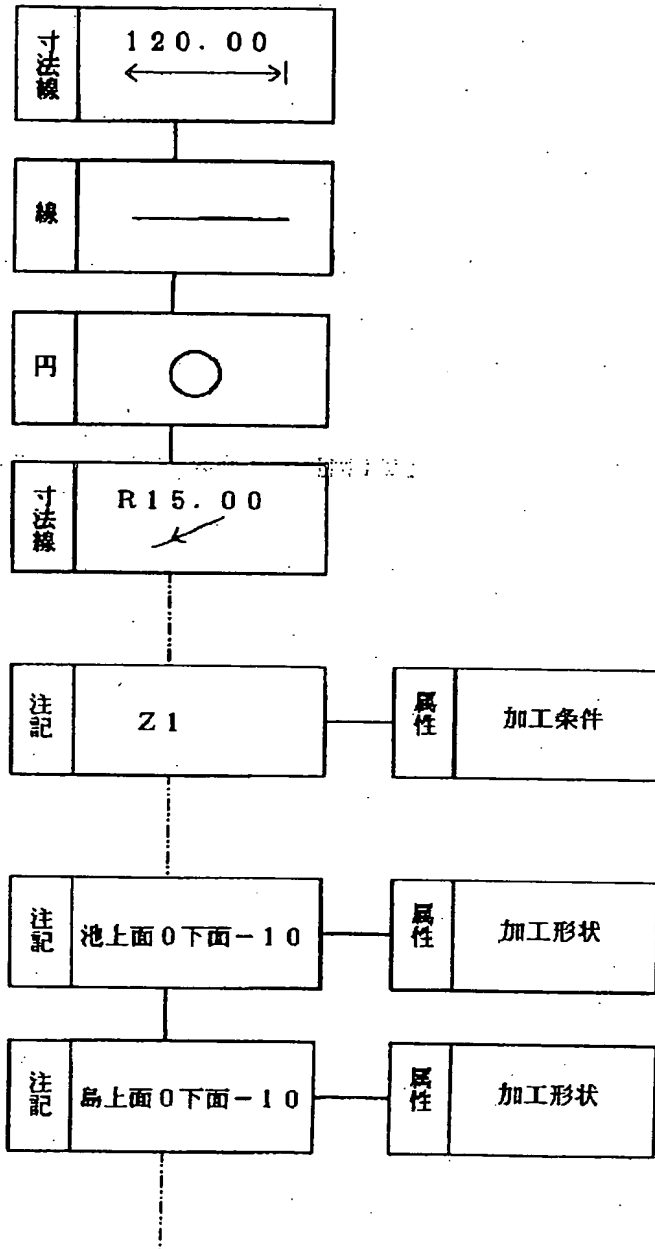 寸法線
120.00
線
円
寸法線
R15.00
注記
Z1
属性
加工条件
注記
池上面0下面-10
属性
加工形状
注記
島上面0下面-10
属性
加工形状